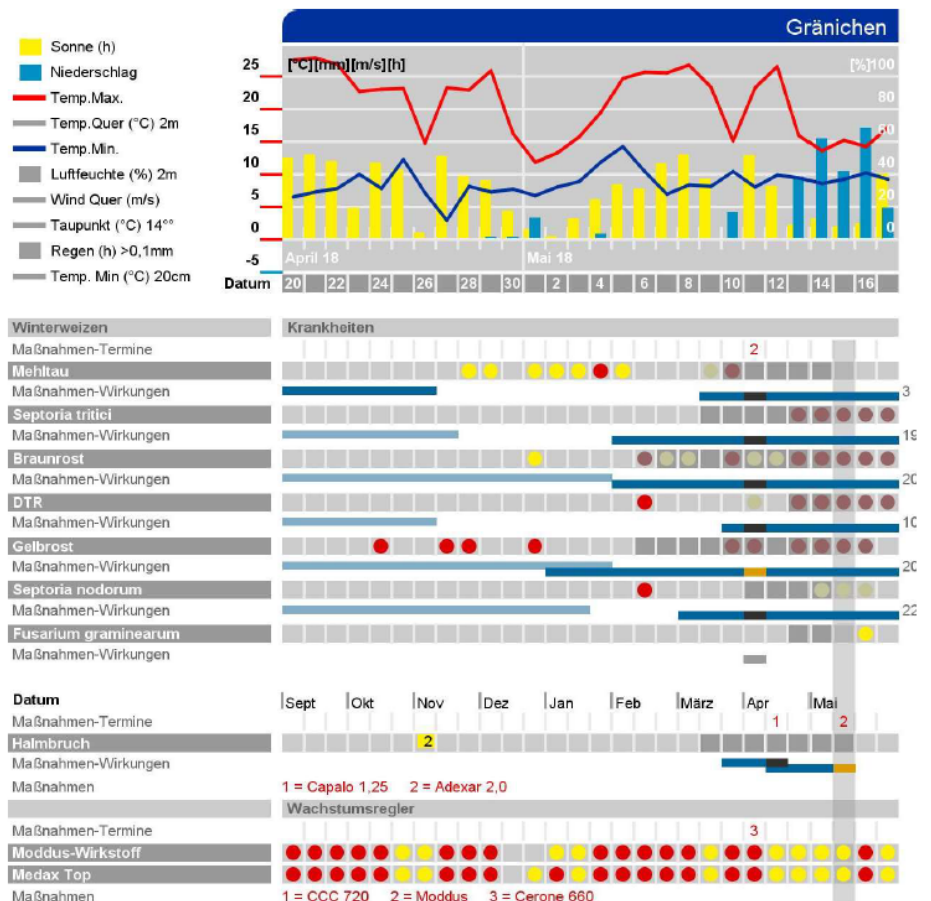 Gränichen
Sonne (h)
Niederschlag
Temp.Max.
Temp.Quer (°C) 2m
Temp.Min.
Luftfeuchte (%) 2m
Wind Quer (m/s)
Taupunkt (°C) 14°°
Regen (h) >0,1mm
Temp. Min (°C) 20cm
[°C][mm][m/s][h] [%]100
25
20 80
15 60
10 40
5 20
0 0
-5
April 18 Mai 18
Datum 20 22 24 26 28 30 2 4 6 8 10 12 14 16
Winterweizen Krankheiten
Maßnahmen-Termine 2
Mehltau
Maßnahmen-Wirkungen 3
Septoria tritici
Maßnahmen-Wirkungen 19
Braunrost
Maßnahmen-Wirkungen 20
DTR
Maßnahmen-Wirkungen 10
Gelbrost
Maßnahmen-Wirkungen 20
Septoria nodorum
Maßnahmen-Wirkungen 22
Fusarium graminearum
Maßnahmen-Wirkungen
Datum Sept Okt Nov Dez Jan Feb März Apr Mai
Maßnahmen-Termine 1 2
Halmbruch 2
Maßnahmen-Wirkungen
Maßnahmen 1 = Capalo 1,25 2 = Adexar 2,0
Wachstumsregler
Maßnahmen-Termine 3
Moddus-Wirkstoff
Medax Top
Maßnahmen 1 = CCC 720 2 = Moddus 3 = Cerone 660